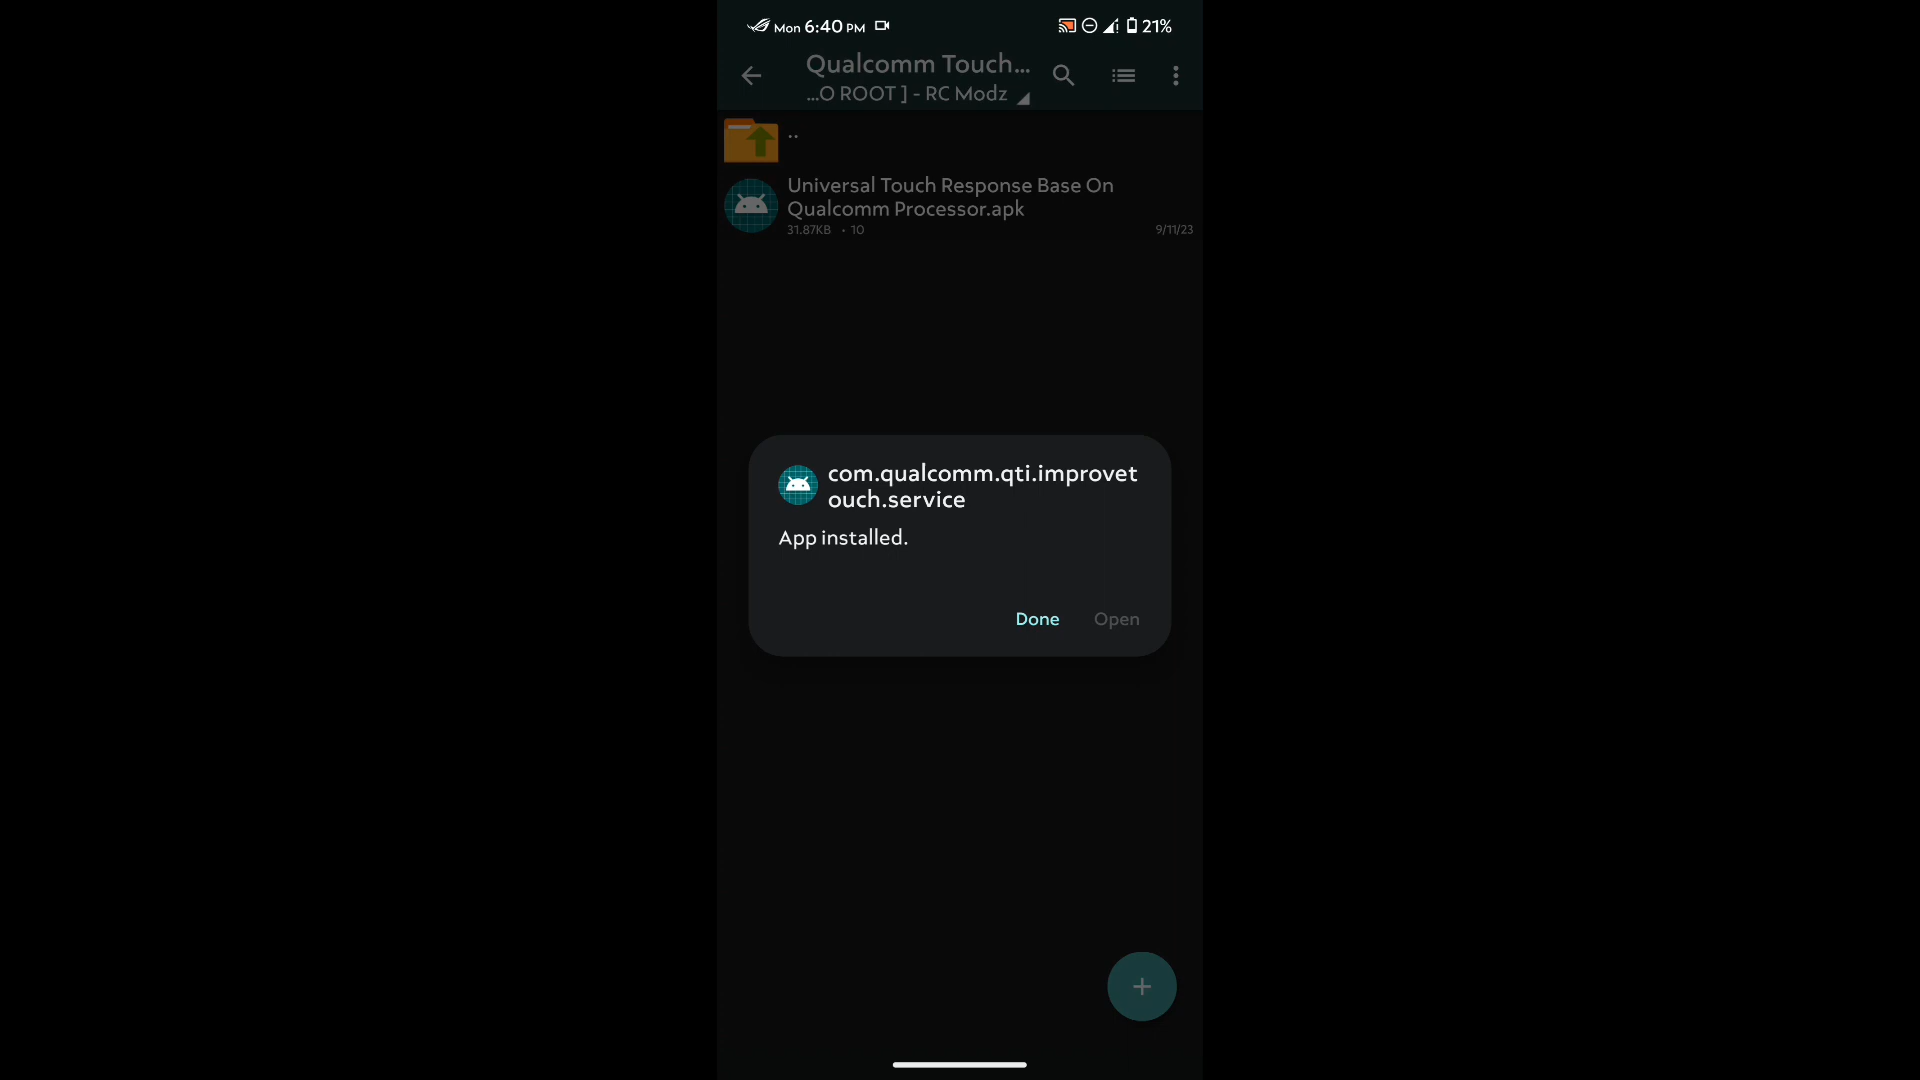 Mon 6:40 PM 21%
Qualcomm Touch...
...O ROOT ] - RC Modz
..
Universal Touch Response Base On
Qualcomm Processor.apk
31.87KB • 10 9/11/23
com.qualcomm.qti.improvet
ouch.service
App installed.
Done Open